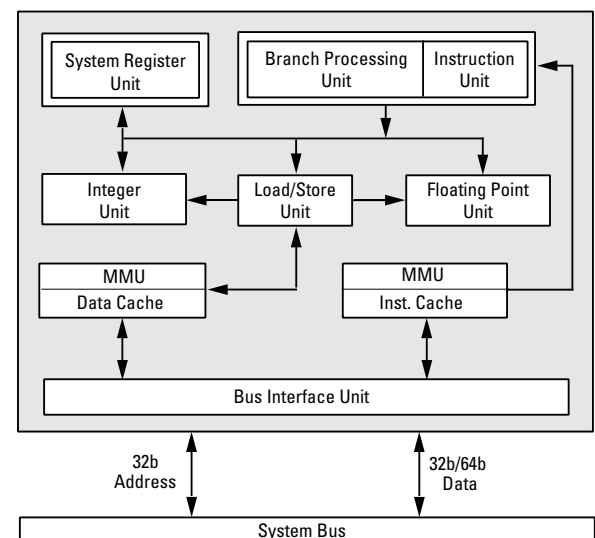 System Register
Unit
Branch Processing
Unit
Instruction
Unit
Integer
Unit
Load/Store
Unit
Floating Point
Unit
MMU
Data Cache
MMU
Inst. Cache
Bus Interface Unit
32b
Address
32b/64b
Data
System Bus